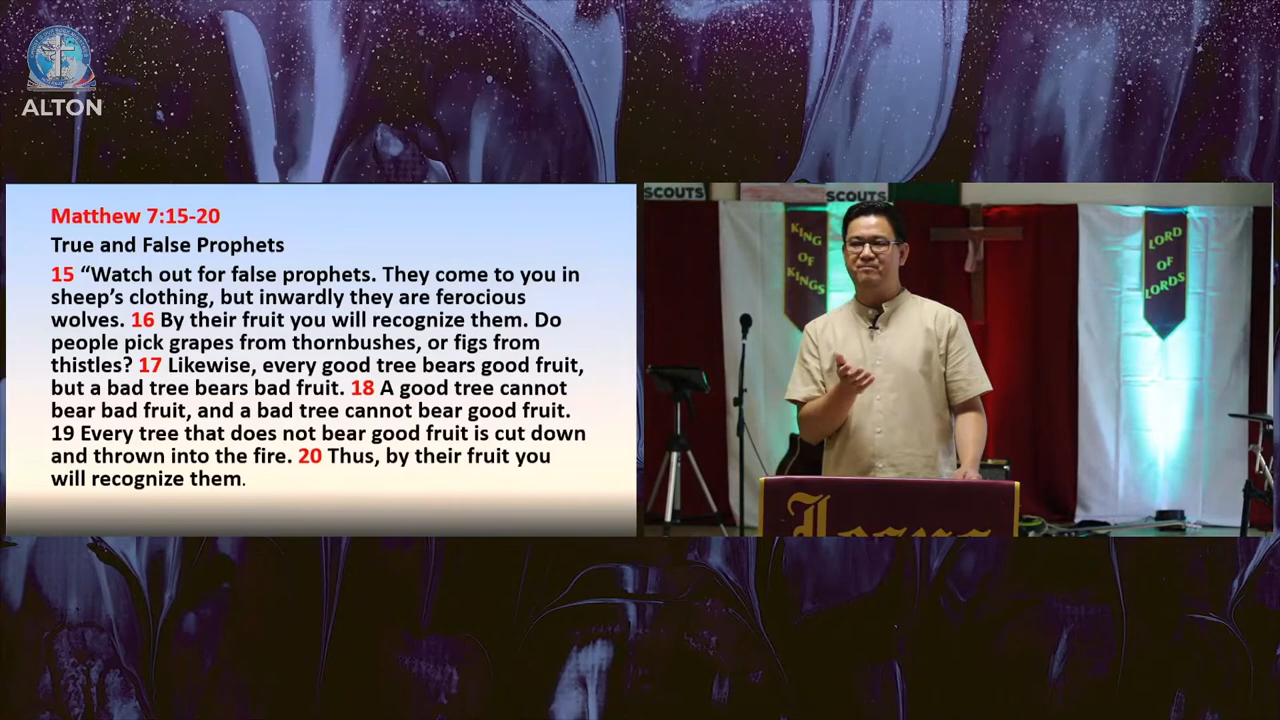 ALTON
Matthew 7:15-20
True and False Prophets
15 “Watch out for false prophets. They come to you in
sheep’s clothing, but inwardly they are ferocious
wolves. 16 By their fruit you will recognize them. Do
people pick grapes from thornbushes, or figs from
thistles? 17 Likewise, every good tree bears good fruit,
but a bad tree bears bad fruit. 18 A good tree cannot
bear bad fruit, and a bad tree cannot bear good fruit.
19 Every tree that does not bear good fruit is cut down
and thrown into the fire. 20 Thus, by their fruit you
will recognize them.
SCOUTS
SCOUTS
KING
OF
KINGS
LORD
OF
LORDS
Jesus